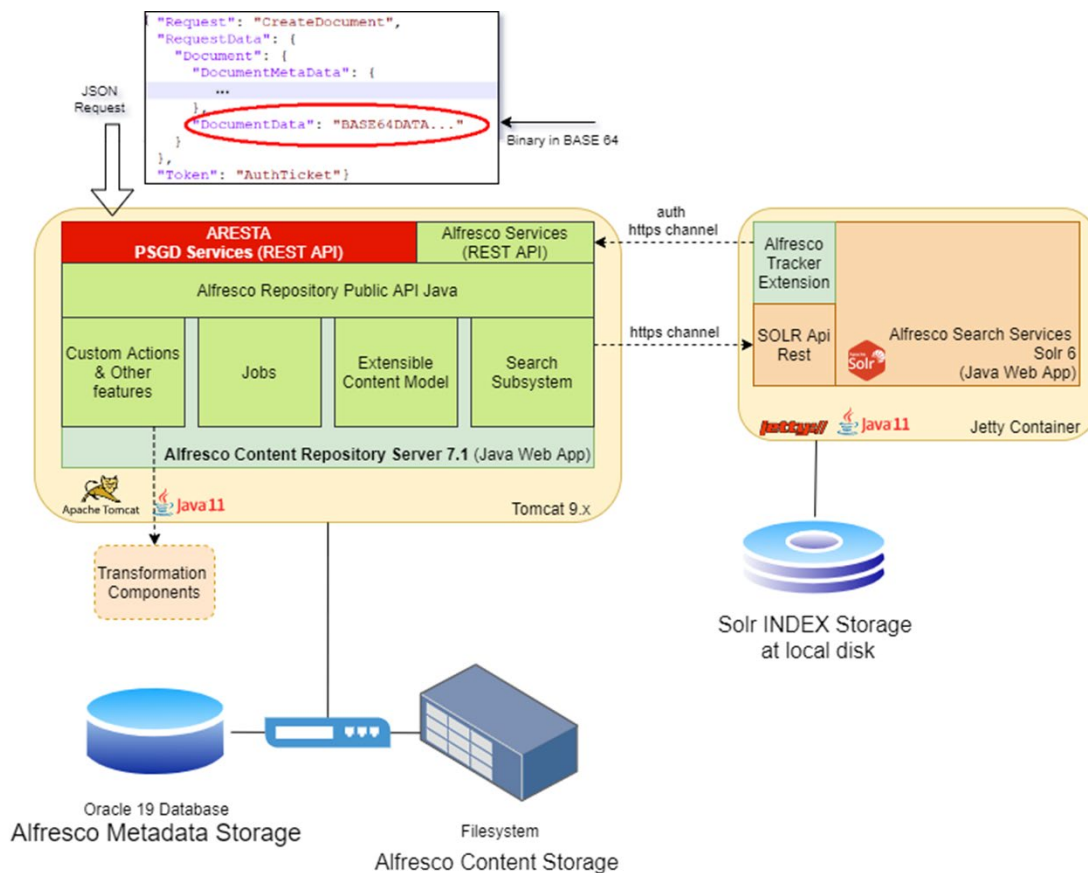 "Request": "CreateDocument",
"RequestData": {
"Document": {
"DocumentMetaData": {
...
},
"DocumentData": "BASE64DATA..."
}
},
"Token": "AuthTicket"}
JSON
Request
Binary in BASE 64
ARESTA
PSGD Services (REST API)
Alfresco Services
(REST API)
Alfresco Repository Public API Java
Custom Actions
& Other
features
Jobs
Extensible
Content Model
Search
Subsystem
Alfresco Content Repository Server 7.1 (Java Web App)
Apache Tomcat
Java 11
Tomcat 9.x
auth
https channel
https channel
Alfresco
Tracker
Extension
SOLR Api
Rest
Solr
Alfresco Search Services
Solr 6
(Java Web App)
jetty://
Java 11
Jetty Container
Transformation
Components
Solr INDEX Storage
at local disk
Oracle 19 Database
Alfresco Metadata Storage
Filesystem
Alfresco Content Storage